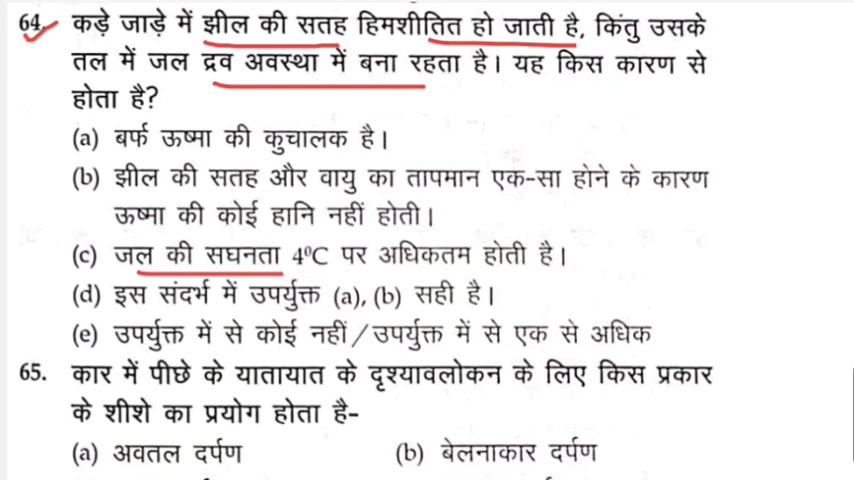 64. कड़े जाड़े में झील की सतह हिमशीतित हो जाती है, किंतु उसके
तल में जल द्रव अवस्था में बना रहता है। यह किस कारण से
होता है?
(a) बर्फ ऊष्मा की कुचालक है।
(b) झील की सतह और वायु का तापमान एक-सा होने के कारण
ऊष्मा की कोई हानि नहीं होती।
(c) जल की सघनता 4⁰C पर अधिकतम होती है।
(d) इस संदर्भ में उपर्युक्त (a), (b) सही है।
(e) उपर्युक्त में से कोई नहीं/उपर्युक्त में से एक से अधिक
65. कार में पीछे के यातायात के दृश्यावलोकन के लिए किस प्रकार
के शीशे का प्रयोग होता है-
(a) अवतल दर्पण (b) बेलनाकार दर्पण